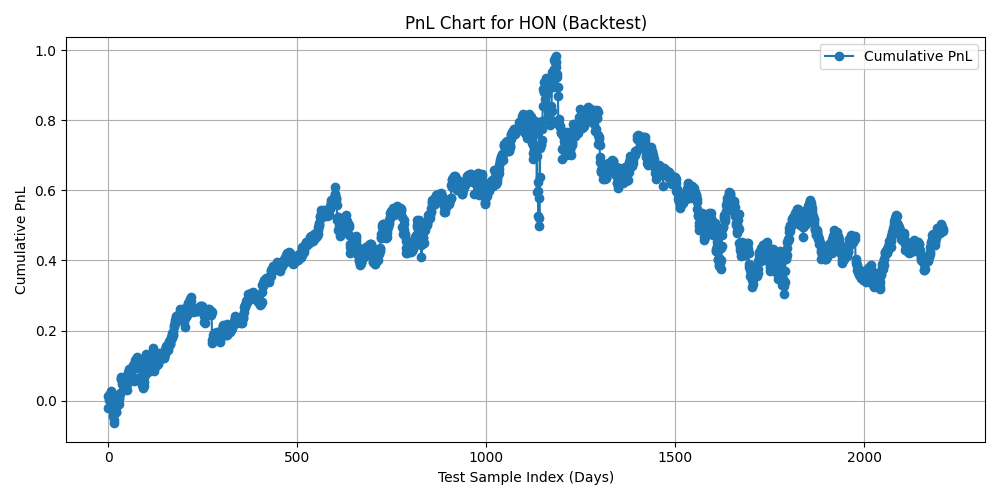 PnL Chart for HON (Backtest)
Cumulative PnL
1.0
0.8
0.6
0.4
0.2
0.0
Cumulative PnL
0 500 1000 1500 2000
Test Sample Index (Days)